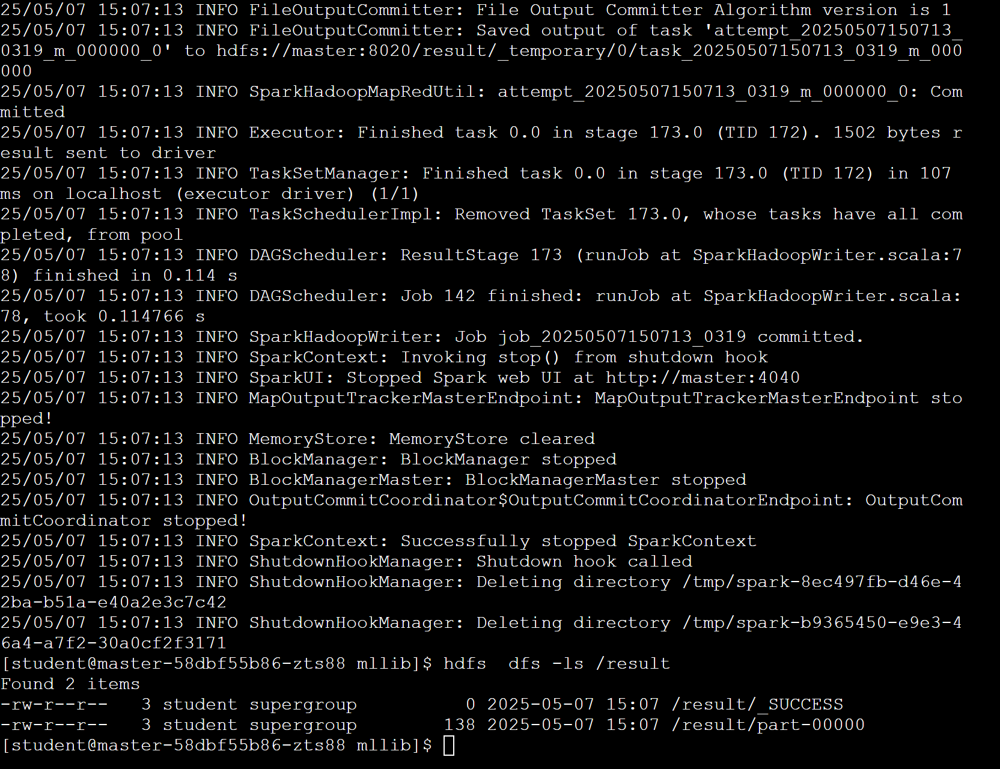 25/05/07 15:07:13 INFO FileOutputCommitter: File Output Committer Algorithm version is 1
25/05/07 15:07:13 INFO FileOutputCommitter: Saved output of task 'attempt_20250507150713_
0319_m_000000_0' to hdfs://master:8020/result/_temporary/0/task_20250507150713_0319_m_000
000
25/05/07 15:07:13 INFO SparkHadoopMapRedUtil: attempt_20250507150713_0319_m_000000_0: Com
mitted
25/05/07 15:07:13 INFO Executor: Finished task 0.0 in stage 173.0 (TID 172). 1502 bytes r
esult sent to driver
25/05/07 15:07:13 INFO TaskSetManager: Finished task 0.0 in stage 173.0 (TID 172) in 107
ms on localhost (executor driver) (1/1)
25/05/07 15:07:13 INFO TaskSchedulerImpl: Removed TaskSet 173.0, whose tasks have all com
pleted, from pool
25/05/07 15:07:13 INFO DAGScheduler: ResultStage 173 (runJob at SparkHadoopWriter.scala:7
8) finished in 0.114 s
25/05/07 15:07:13 INFO DAGScheduler: Job 142 finished: runJob at SparkHadoopWriter.scala:
78, took 0.114766 s
25/05/07 15:07:13 INFO SparkHadoopWriter: Job job_20250507150713_0319 committed.
25/05/07 15:07:13 INFO SparkContext: Invoking stop() from shutdown hook
25/05/07 15:07:13 INFO SparkUI: Stopped Spark web UI at http://master:4040
25/05/07 15:07:13 INFO MapOutputTrackerMasterEndpoint: MapOutputTrackerMasterEndpoint sto
pped!
25/05/07 15:07:13 INFO MemoryStore: MemoryStore cleared
25/05/07 15:07:13 INFO BlockManager: BlockManager stopped
25/05/07 15:07:13 INFO BlockManagerMaster: BlockManagerMaster stopped
25/05/07 15:07:13 INFO OutputCommitCoordinator$OutputCommitCoordinatorEndpoint: OutputCom
mitCoordinator stopped!
25/05/07 15:07:13 INFO SparkContext: Successfully stopped SparkContext
25/05/07 15:07:13 INFO ShutdownHookManager: Shutdown hook called
25/05/07 15:07:13 INFO ShutdownHookManager: Deleting directory /tmp/spark-8ec497fb-d46e-4
2ba-b51a-e40a2e3c7c42
25/05/07 15:07:13 INFO ShutdownHookManager: Deleting directory /tmp/spark-b9365450-e9e3-4
6a4-a7f2-30a0cf2f3171
[student@master-58dbf55b86-zts88 mllib]$ hdfs  dfs -ls /result
Found 2 items
-rw-r--r--   3 student supergroup          0 2025-05-07 15:07 /result/_SUCCESS
-rw-r--r--   3 student supergroup        138 2025-05-07 15:07 /result/part-00000
[student@master-58dbf55b86-zts88 mllib]$